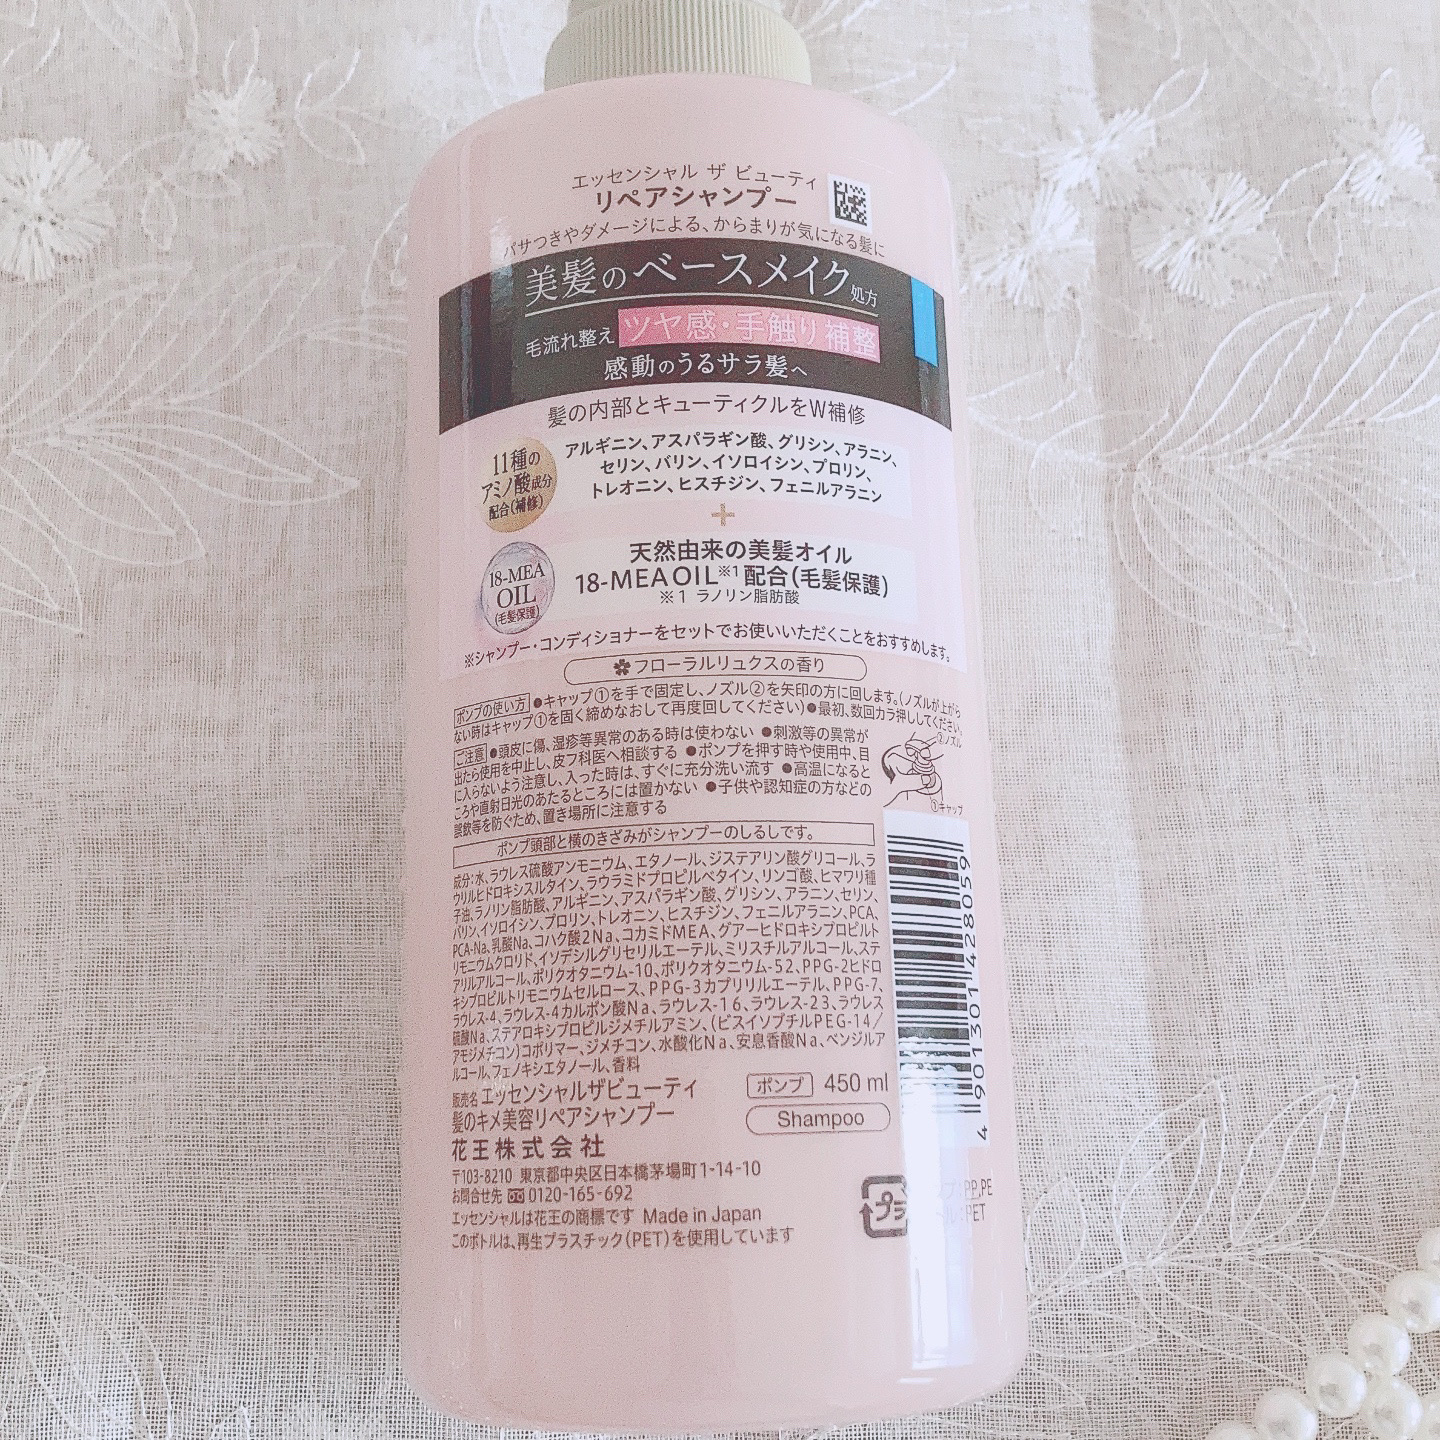 エッセンシャル ザ ビューティ
リペアシャンプー
パサつきやダメージによる、からまりが気になる髪に
美髪のベースメイク処方
毛流れ整え ツヤ感・手触り補整
感動のうるサラ髪へ
髪の内部とキューティクルをW補修
11種の
アミノ酸成分
配合(補修)
アルギニン、アスパラギン酸、グリシン、アラニン、
セリン、バリン、イソロイシン、プロリン、
トレオニン、ヒスチジン、フェニルアラニン
+
18-MEA
OIL
(毛髪保護)
天然由来の美髪オイル
18-MEA OIL※1配合(毛髪保護)
※1 ラノリン脂肪酸
※シャンプー・コンディショナーをセットでお使いいただくことをおすすめします。
フローラルリュクスの香り
ポンプの使い方 ●キャップ①を手で固定し、ノズル②を矢印の方に回します。(ノズルが上がら
ない時はキャップ①を固く締めなおして再度回してください)●最初、数回カラ押ししてください。
ご注意 ●頭皮に傷、湿疹等異常のある時は使わない ●刺激等の異常が
出たら使用を中止し、皮フ科医へ相談する ●ポンプを押す時や使用中、目
に入らないよう注意し、入った時は、すぐに充分洗い流す ●高温になると
ころや直射日光のあたるところには置かない ●子供や認知症の方などの
誤飲等を防ぐため、置き場所に注意する
②ノズル
①キャップ
ポンプ頭部と横のきざみがシャンプーのしるしです。
成分:水、ラウレス硫酸アンモニウム、エタノール、ジステアリン酸グリコール、ラ
ウリルヒドロキシスルタイン、ラウラミドプロピルベタイン、リンゴ酸、ヒマワリ種
子油、ラノリン脂肪酸、アルギニン、アスパラギン酸、グリシン、アラニン、セリン、
バリン、イソロイシン、プロリン、トレオニン、ヒスチジン、フェニルアラニン、PCA、
PCA-Na、乳酸Na、コハク酸2Na、コカミドMEA、グアーヒドロキシプロピルト
リモニウムクロリド、イソデシルグリセリルエーテル、ミリスチルアルコール、ステ
アリルアルコール、ポリクオタニウム-10、ポリクオタニウム-52、PPG-2ヒドロ
キシプロピルトリモニウムセルロース、PPG-3カプリリルエーテル、PPG-7、
ラウレス-4、ラウレス-4カルボン酸Na、ラウレス-16、ラウレス-23、ラウレス
硫酸Na、ステアロキシプロピルジメチルアミン、(ビスイソブチルPEG-14/
アモジメチコン)コポリマー、ジメチコン、水酸化Na、安息香酸Na、ベンジルア
ルコール、フェノキシエタノール、香料
販売名 エッセンシャルザビューティ
髪のキメ美容リペアシャンプー
ポンプ 450 ml
Shampoo
花王株式会社
〒103-8210 東京都中央区日本橋茅場町1-14-10
お問合せ先 0120-165-692
エッセンシャルは花王の商標です Made in Japan
このボトルは、再生プラスチック(PET)を使用しています
4 901301 428059
プラ
プ:PP,PE
ル:PET